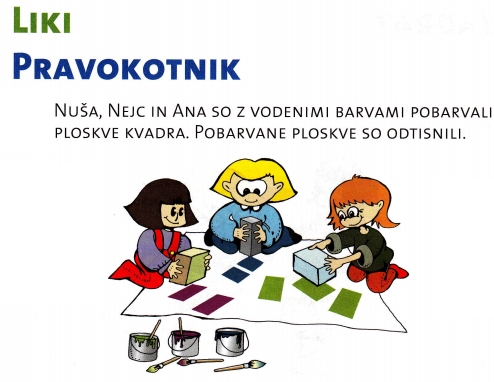 LIKI
PRAVOKOTNIK
NUŠA, NEJC IN ANA SO Z VODENIMI BARVAMI POBARVALI
PLOSKVE KVADRA. POBARVANE PLOSKVE SO ODTISNILI.